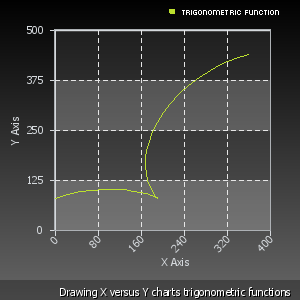 TRIGONOMETRIC FUNCTION
500
375
250
125
0
Y Axis
0 80 160 240 320 400
X Axis
Drawing X versus Y charts trigonometric functions